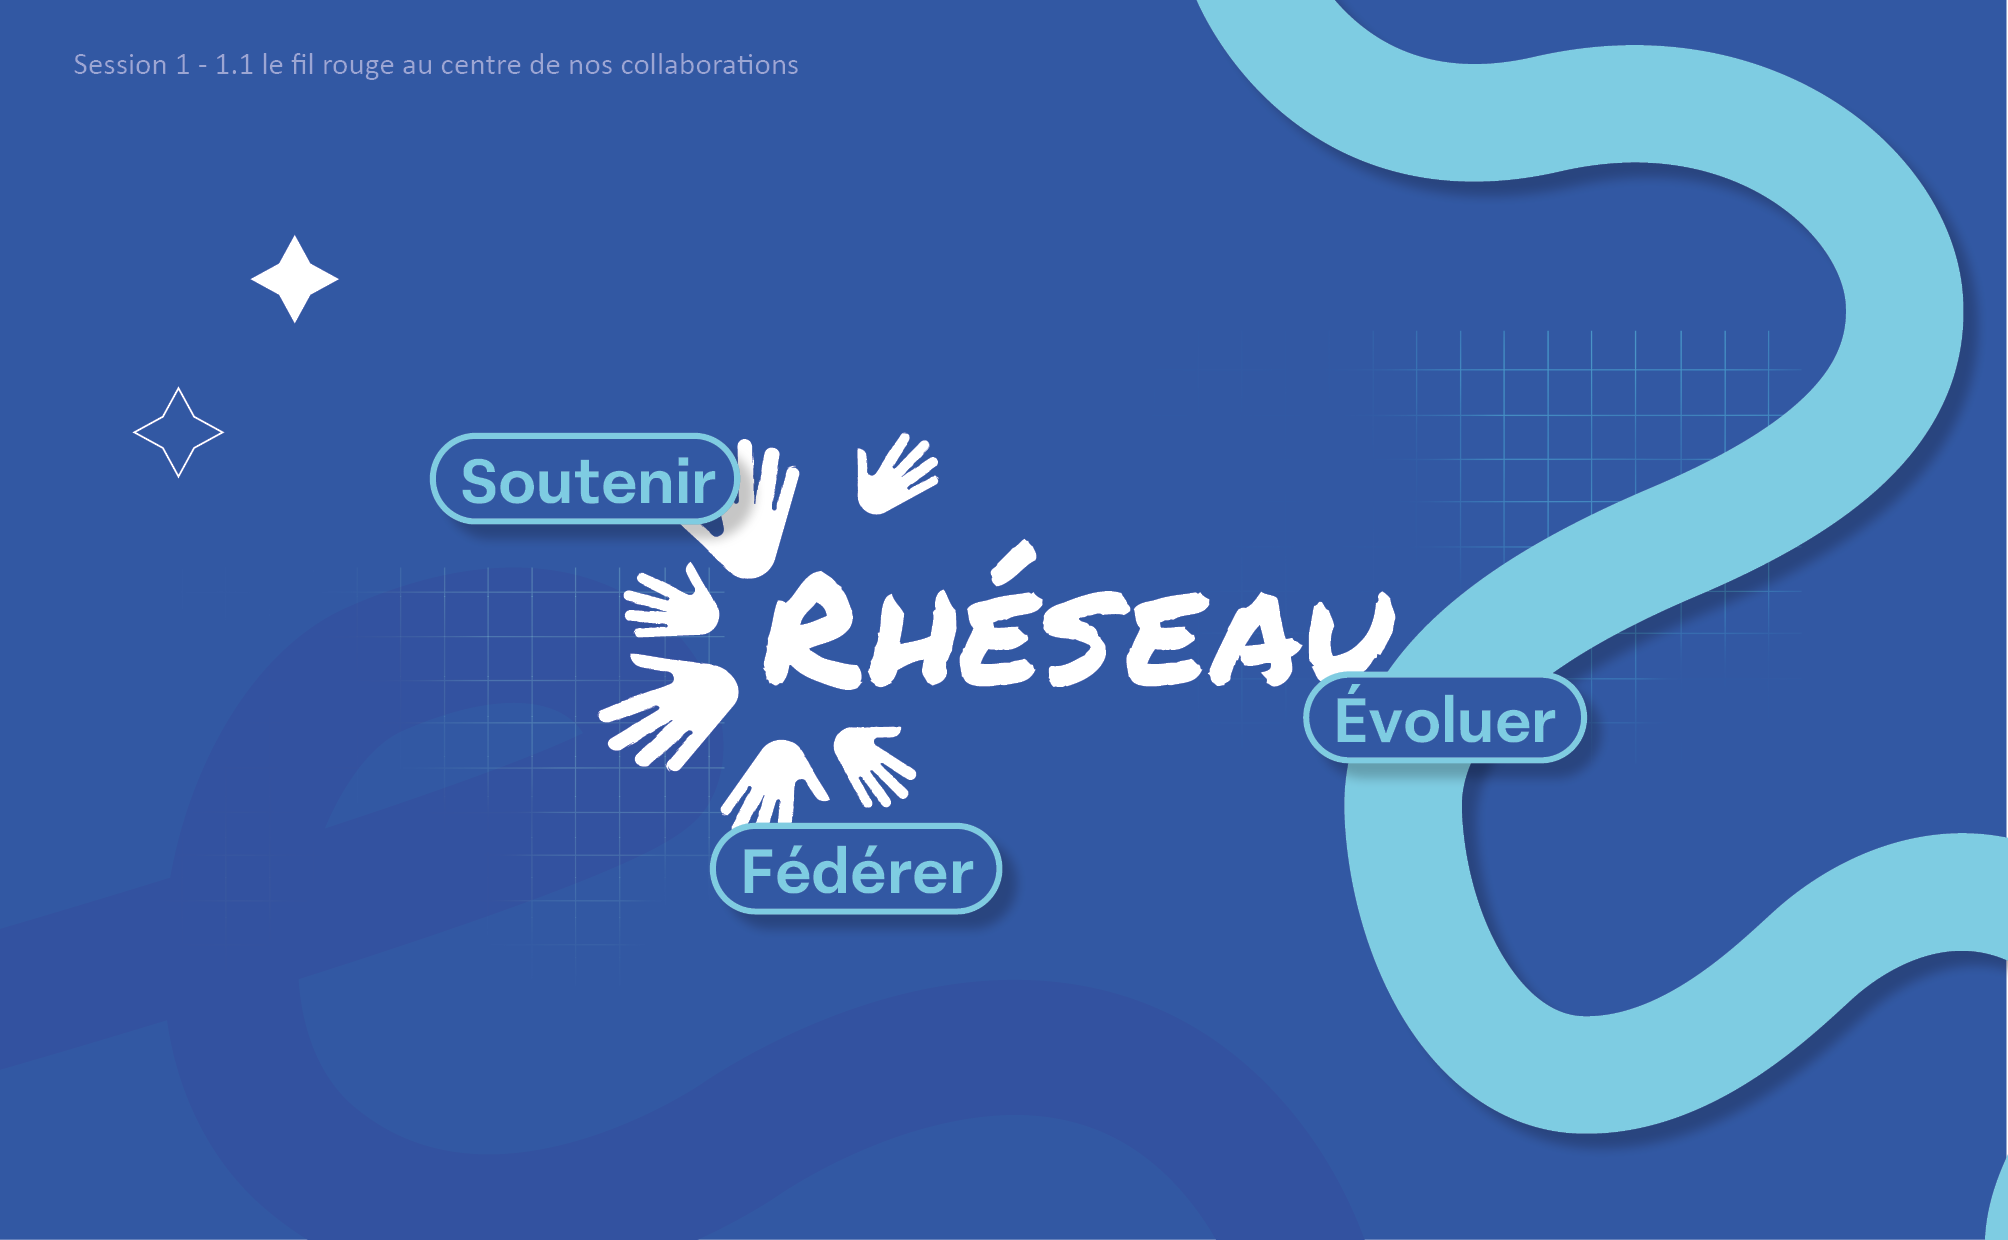 Session 1 - 1.1 le fil rouge au centre de nos collaborations
Soutenir
RHÉSEAU
Évoluer
Fédérer